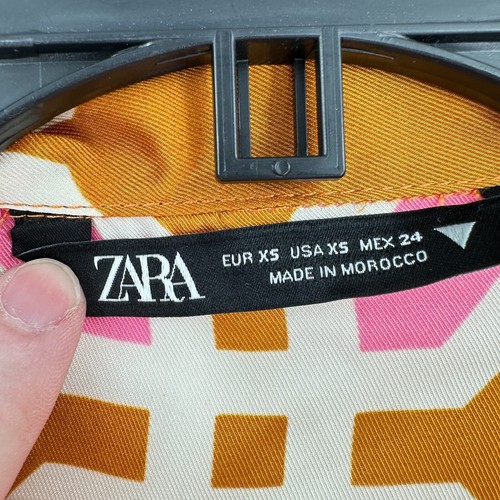 ZARA
EUR XS USA XS MEX 24
MADE IN MOROCCO